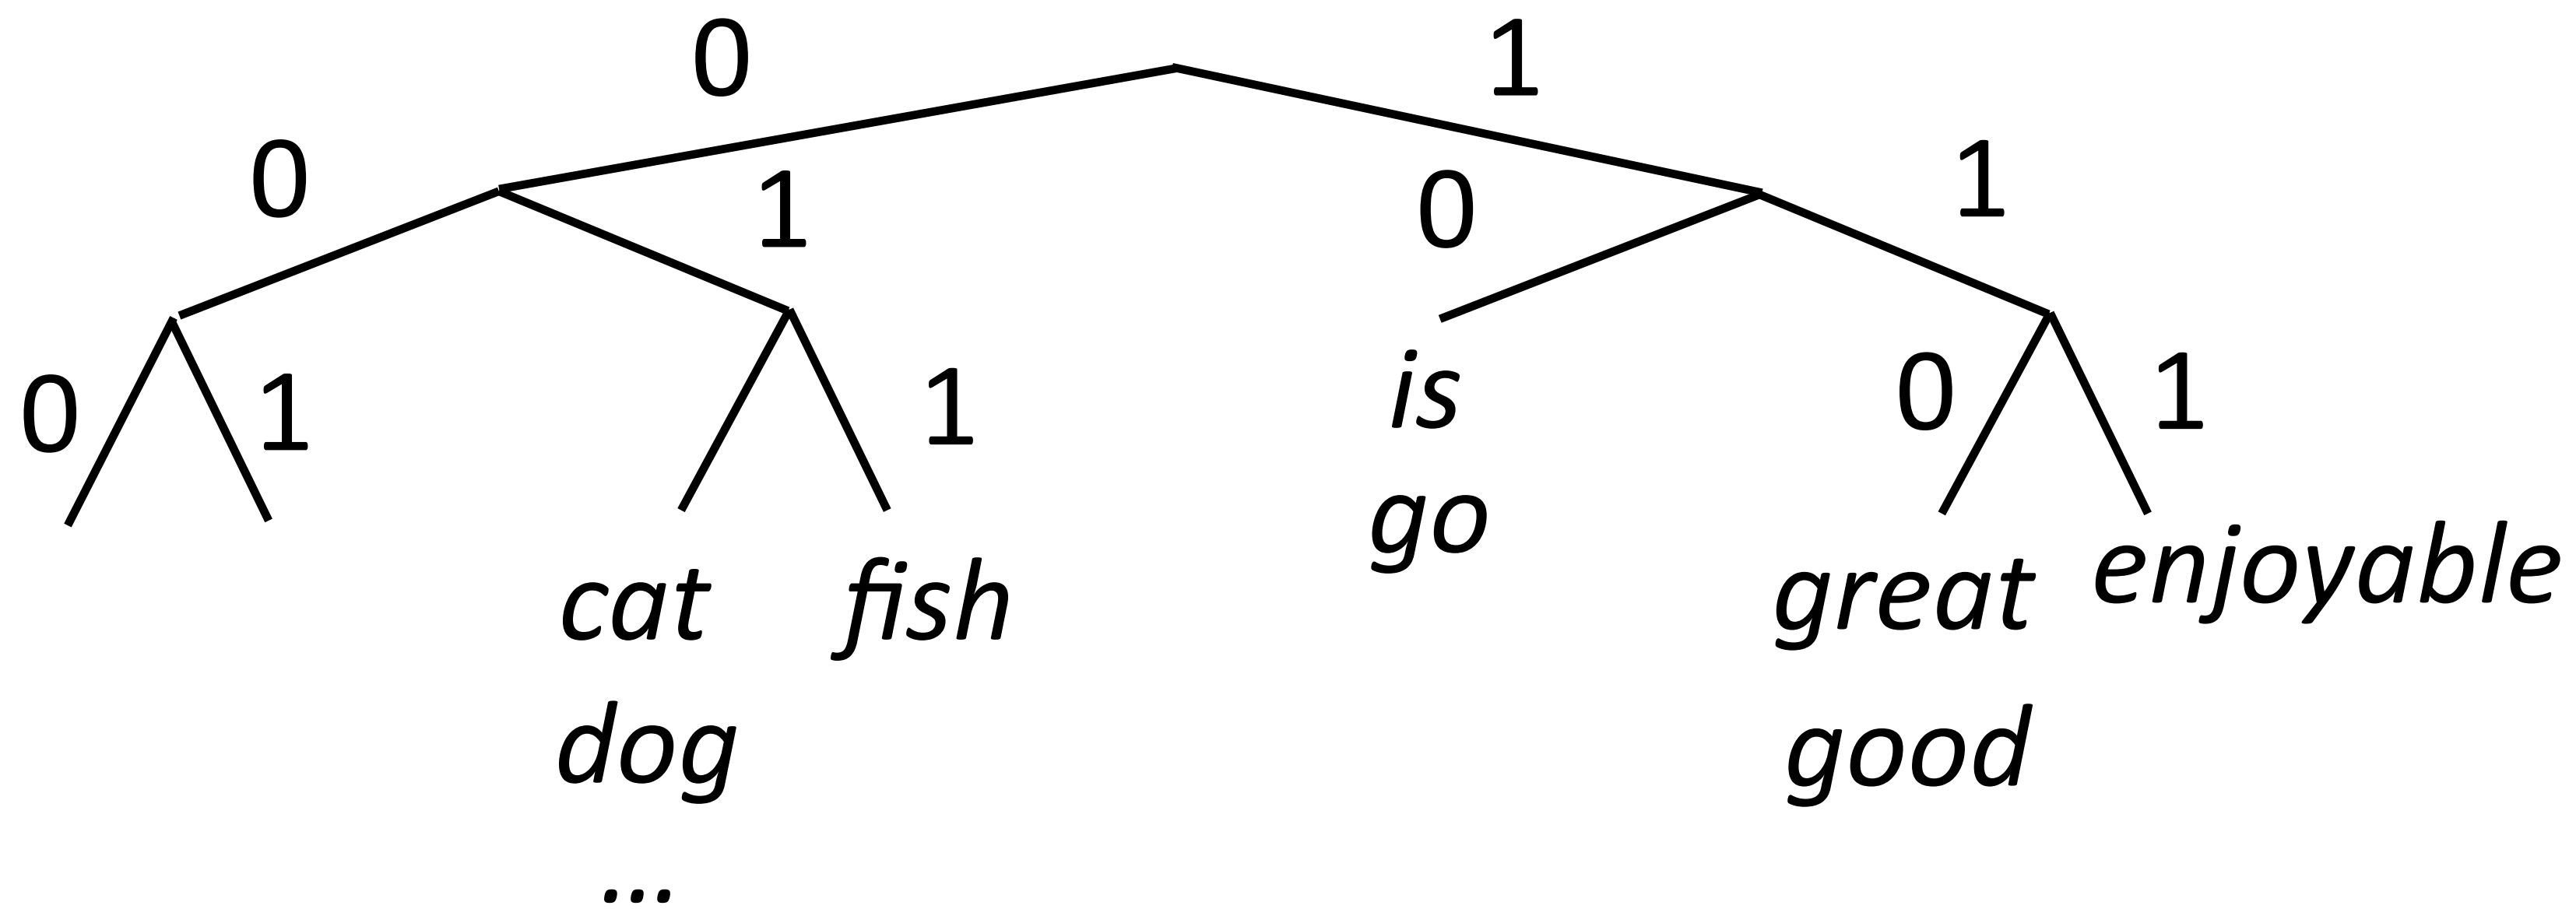 0 1
0 1 0 1
0 1 1 is 0 1
go
cat fish great enjoyable
dog good
...